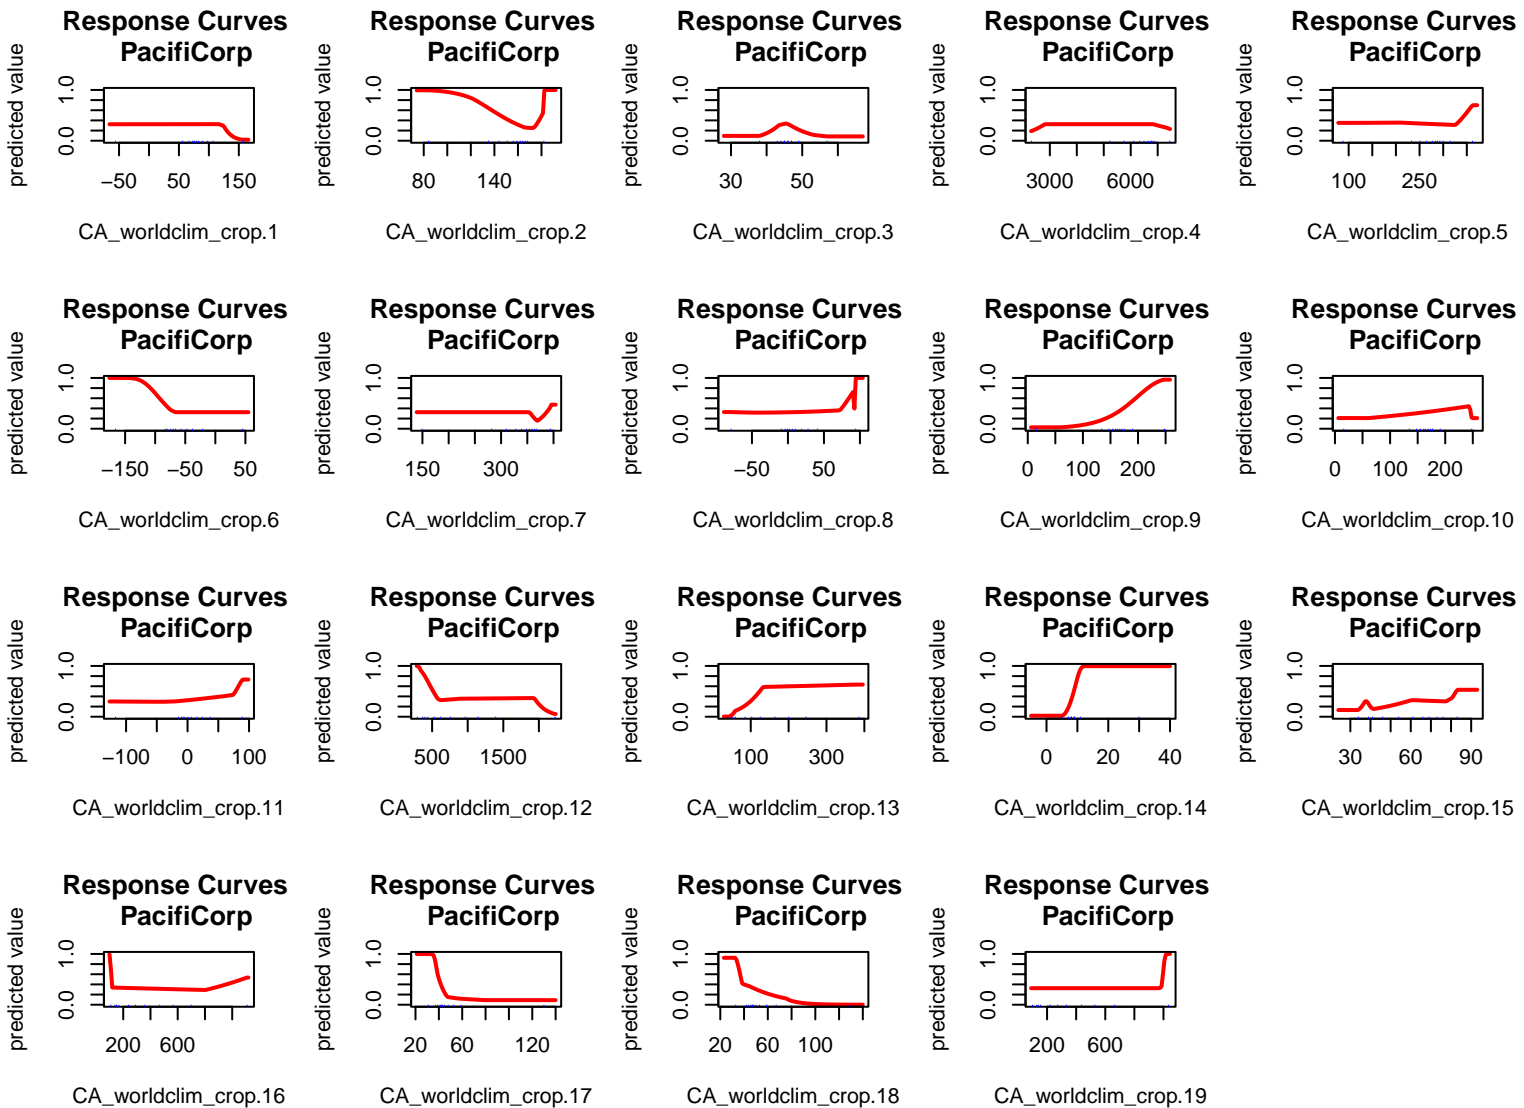 Response Curves
PacifiCorp
predicted value
0.0 1.0
-50 50 150
CA_worldclim_crop.1
Response Curves
PacifiCorp
predicted value
0.0 1.0
80 140
CA_worldclim_crop.2
Response Curves
PacifiCorp
predicted value
0.0 1.0
30 50
CA_worldclim_crop.3
Response Curves
PacifiCorp
predicted value
0.0 1.0
3000 6000
CA_worldclim_crop.4
Response Curves
PacifiCorp
predicted value
0.0 1.0
100 250
CA_worldclim_crop.5
Response Curves
PacifiCorp
predicted value
0.0 1.0
-150 -50 50
CA_worldclim_crop.6
Response Curves
PacifiCorp
predicted value
0.0 1.0
150 300
CA_worldclim_crop.7
Response Curves
PacifiCorp
predicted value
0.0 1.0
-50 50
CA_worldclim_crop.8
Response Curves
PacifiCorp
predicted value
0.0 1.0
0 100 200
CA_worldclim_crop.9
Response Curves
PacifiCorp
predicted value
0.0 1.0
0 100 200
CA_worldclim_crop.10
Response Curves
PacifiCorp
predicted value
0.0 1.0
-100 0 100
CA_worldclim_crop.11
Response Curves
PacifiCorp
predicted value
0.0 1.0
500 1500
CA_worldclim_crop.12
Response Curves
PacifiCorp
predicted value
0.0 1.0
100 300
CA_worldclim_crop.13
Response Curves
PacifiCorp
predicted value
0.0 1.0
0 20 40
CA_worldclim_crop.14
Response Curves
PacifiCorp
predicted value
0.0 1.0
30 60 90
CA_worldclim_crop.15
Response Curves
PacifiCorp
predicted value
0.0 1.0
200 600
CA_worldclim_crop.16
Response Curves
PacifiCorp
predicted value
0.0 1.0
20 60 120
CA_worldclim_crop.17
Response Curves
PacifiCorp
predicted value
0.0 1.0
20 60 100
CA_worldclim_crop.18
Response Curves
PacifiCorp
predicted value
0.0 1.0
200 600
CA_worldclim_crop.19